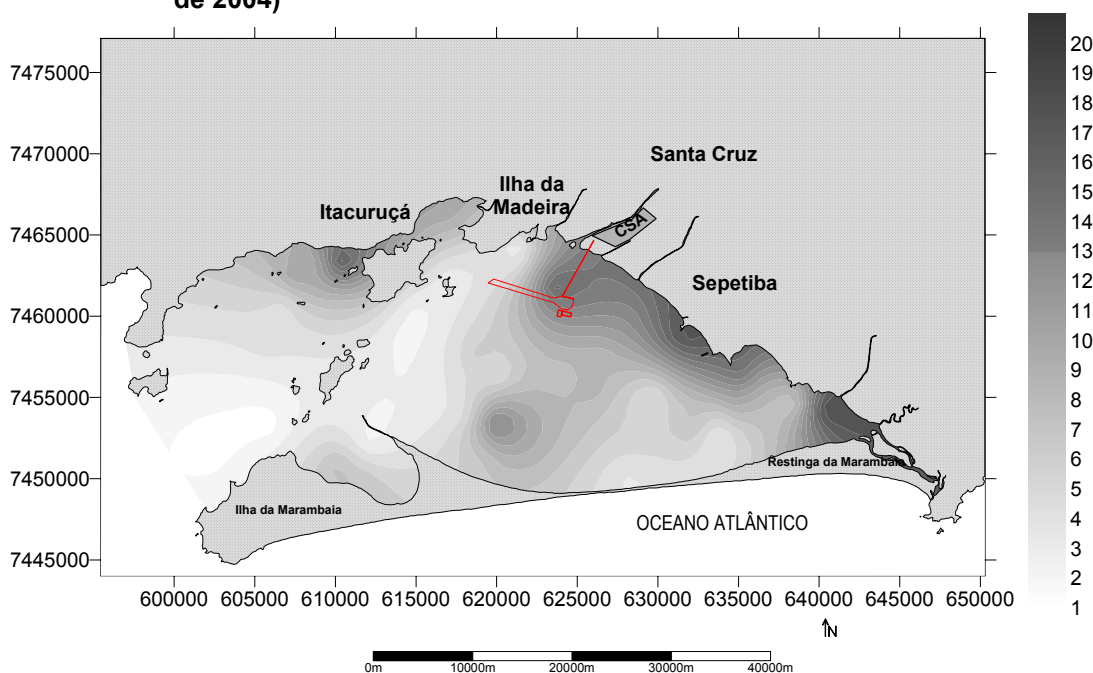 de 2004)
7475000
7470000
7465000
7460000
7455000
7450000
7445000
Santa Cruz
Ilha da
Madeira
Itacuruçá
CSA
Sepetiba
Restinga da Marambaia
Ilha da Marambaia
OCEANO ATLÂNTICO
600000 605000 610000 615000 620000 625000 630000 635000 640000 645000 650000
N
0m 10000m 20000m 30000m 40000m
20
19
18
17
16
15
14
13
12
11
10
9
8
7
6
5
4
3
2
1